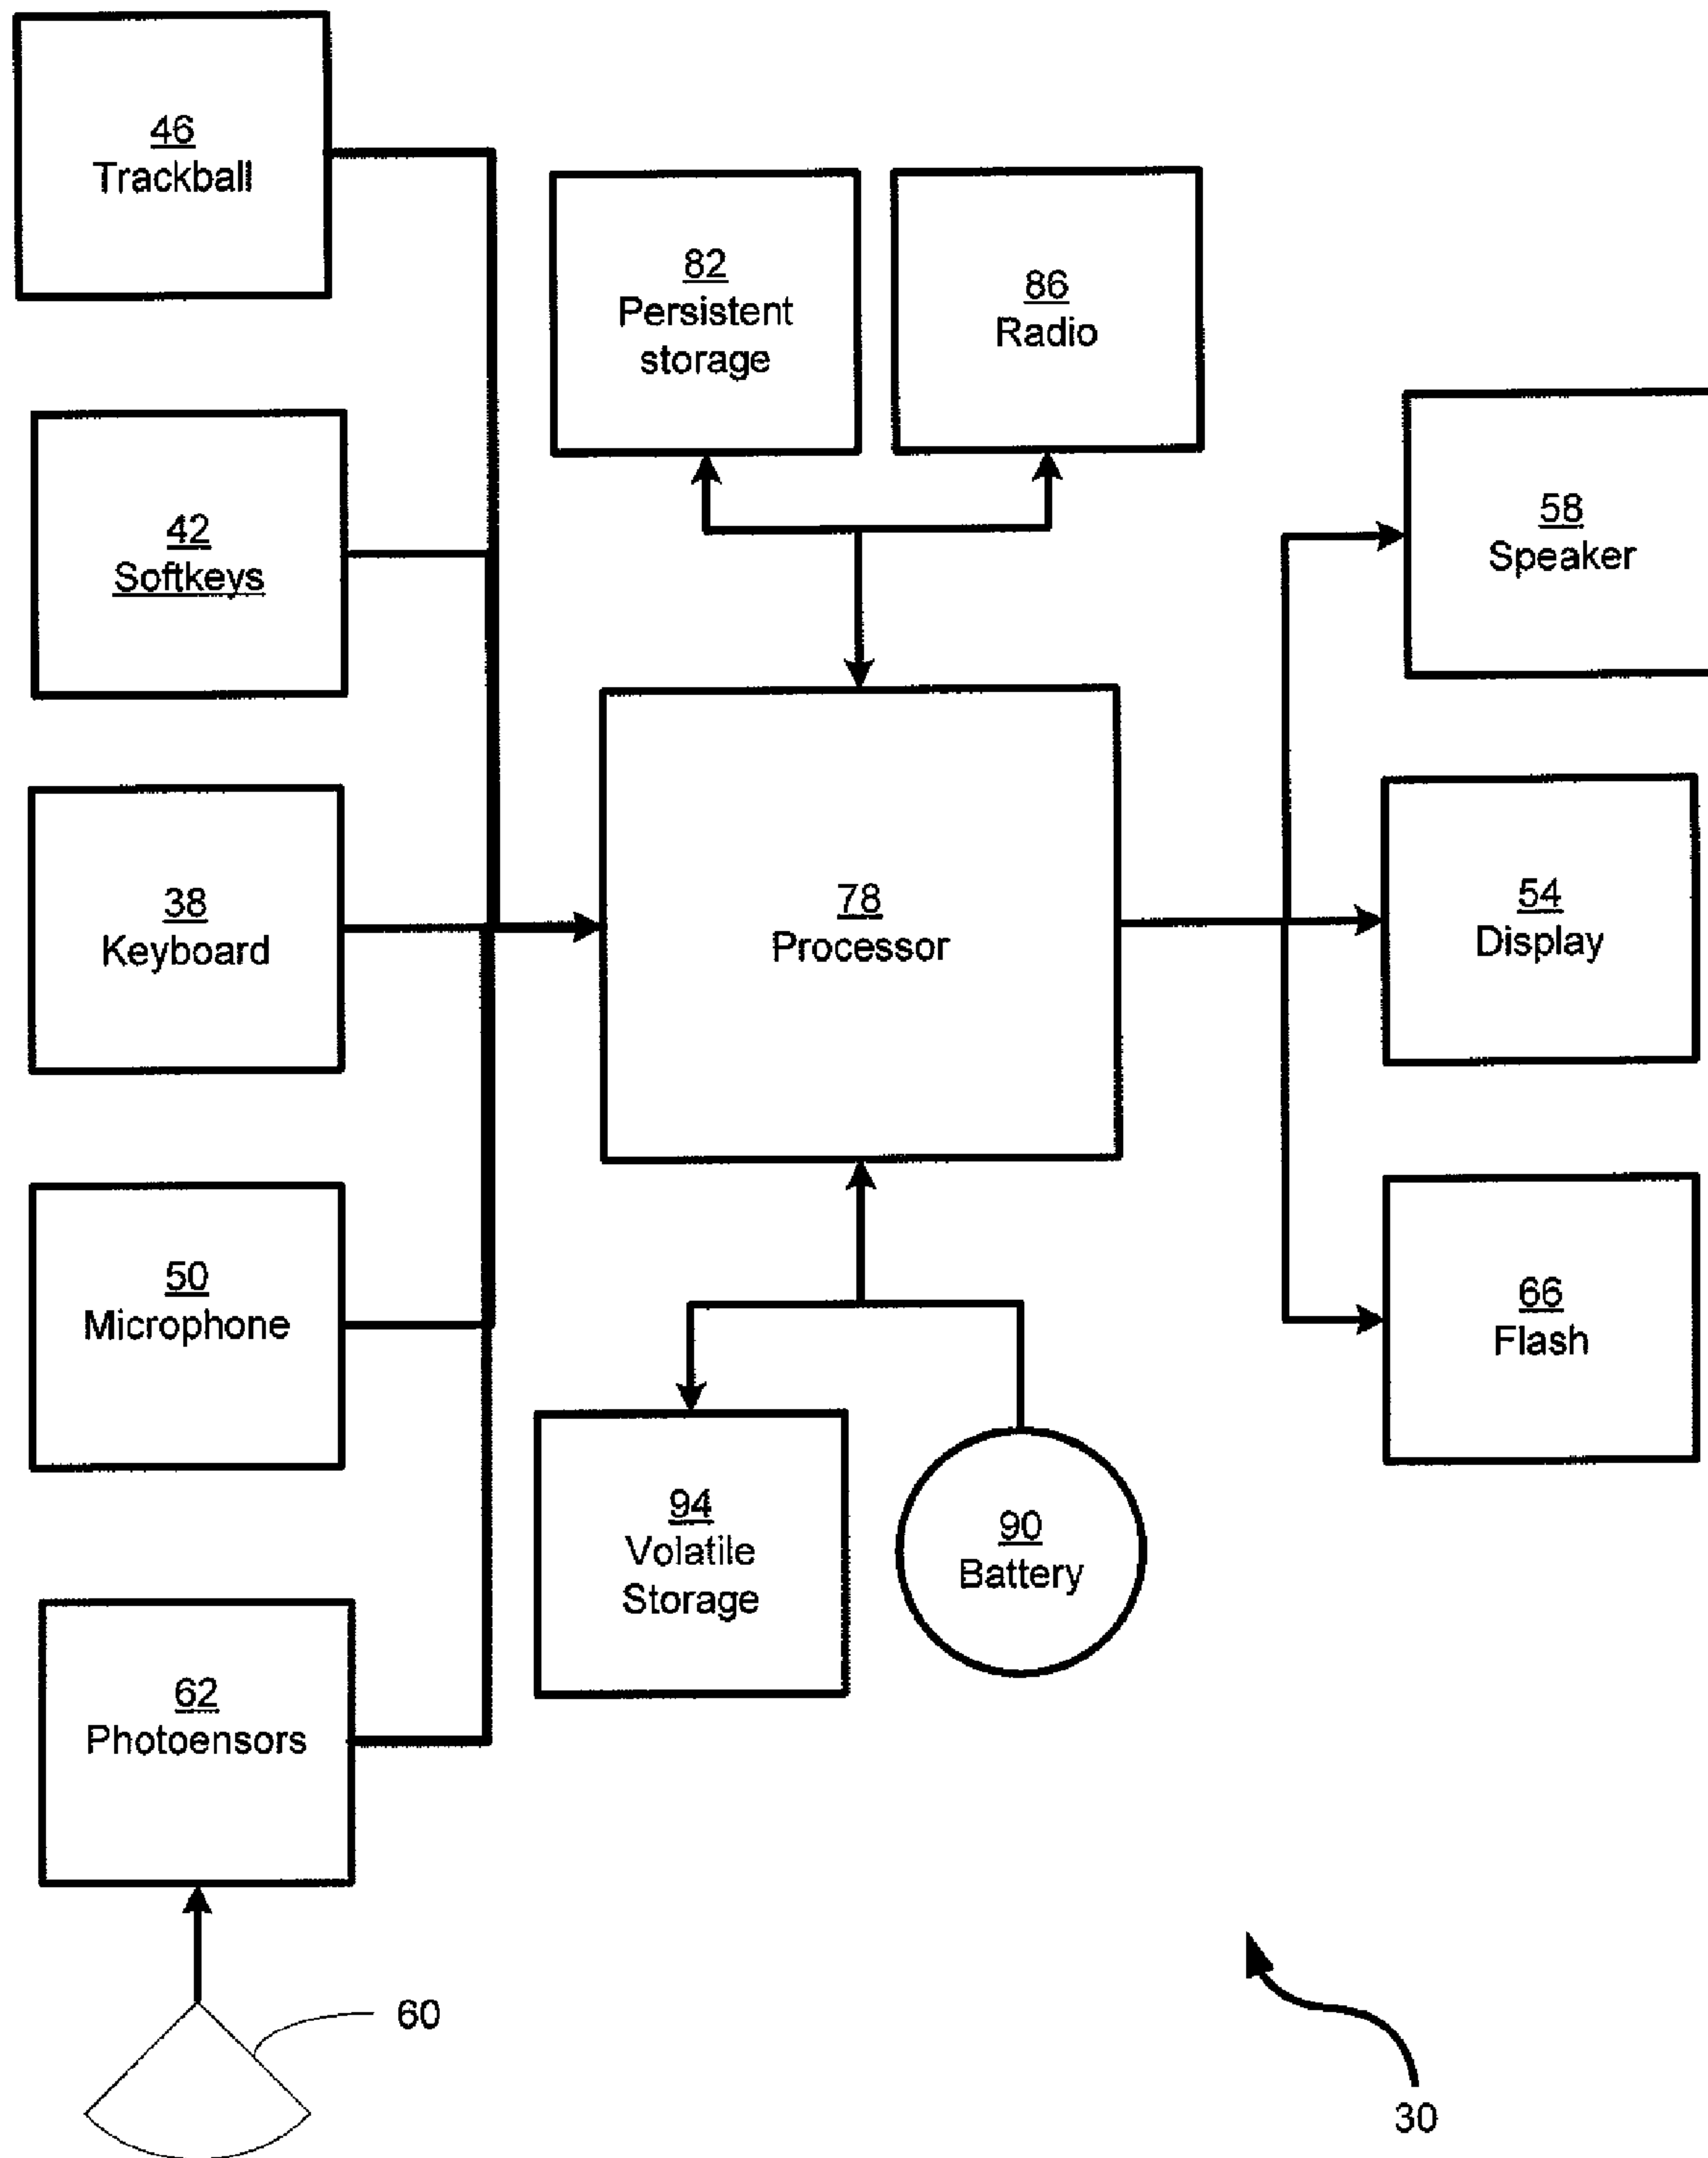 46
Trackball
82
Persistent
storage
86
Radio
42
Softkeys
58
Speaker
38
Keyboard
78
Processor
54
Display
50
Microphone
66
Flash
94
Volatile
Storage
90
Battery
62
Photoensors
60
30